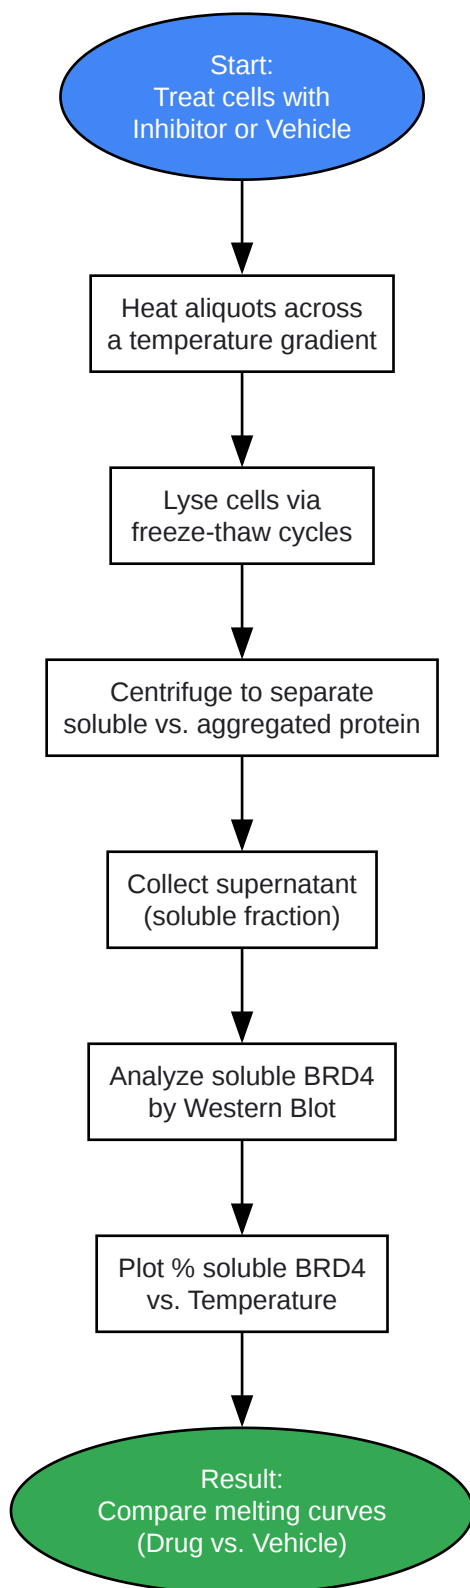 Start:
Treat cells with
Inhibitor or Vehicle
Heat aliquots across
a temperature gradient
Lyse cells via
freeze-thaw cycles
Centrifuge to separate
soluble vs. aggregated protein
Collect supernatant
(soluble fraction)
Analyze soluble BRD4
by Western Blot
Plot % soluble BRD4
vs. Temperature
Result:
Compare melting curves
(Drug vs. Vehicle)